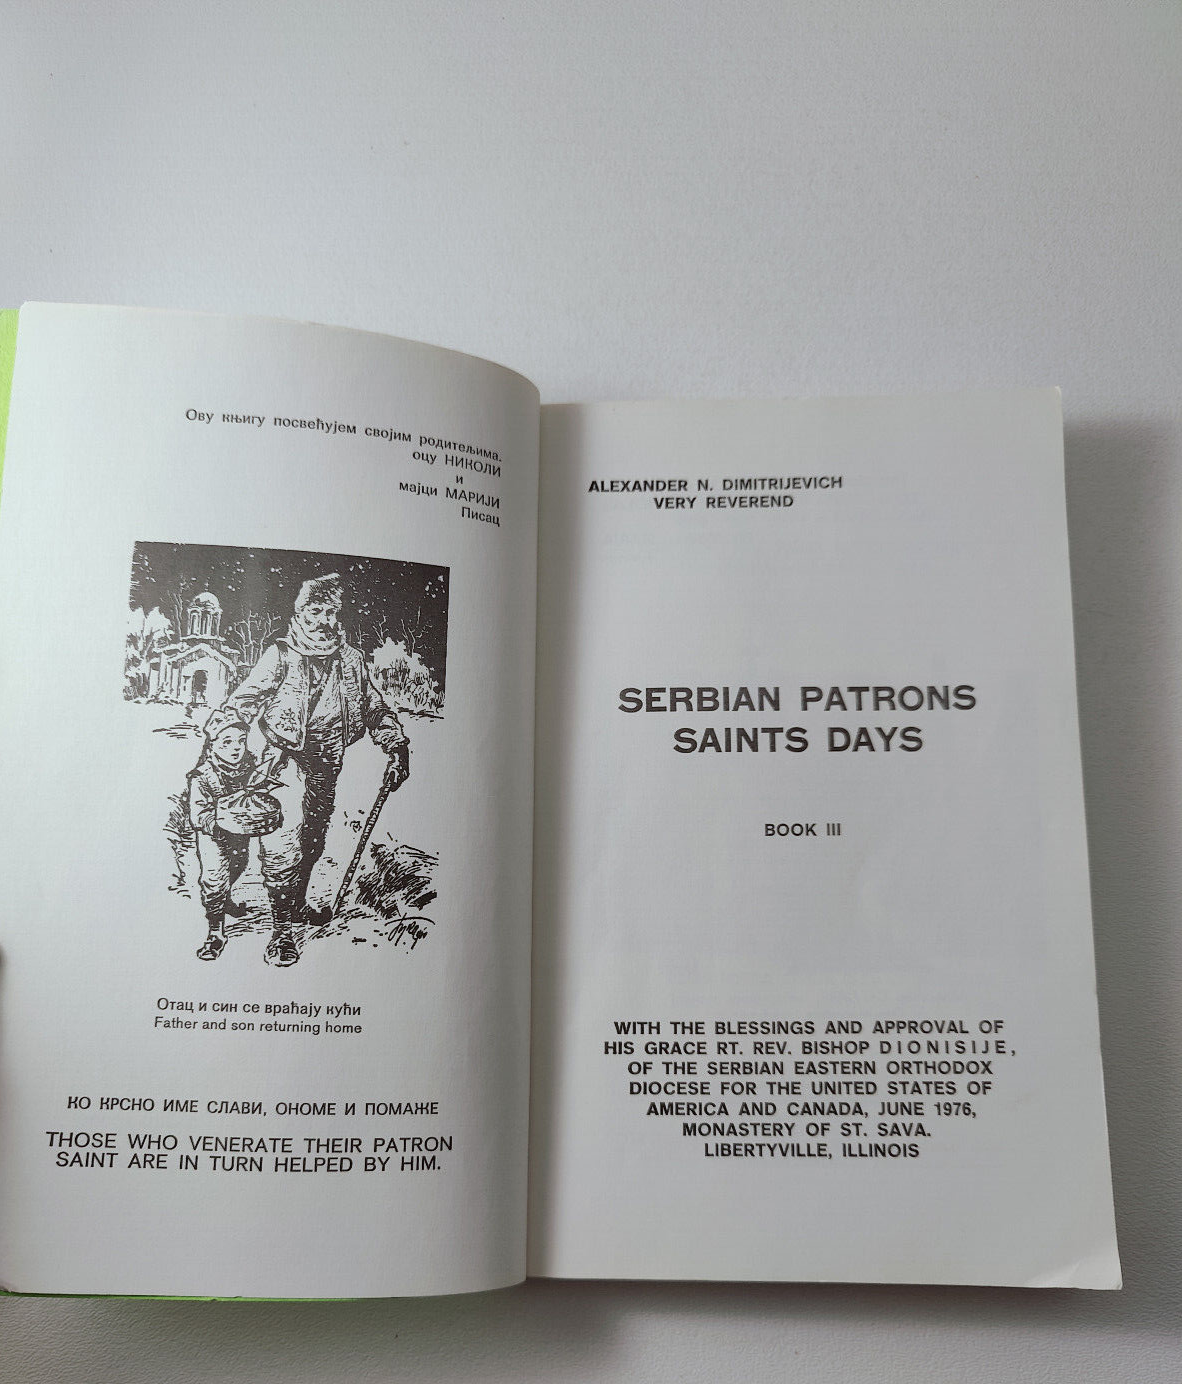 Ову књигу посвећујем својим родитељима.
оцу НИКОЛИ
и
мајци МАРИЈИ
Писац
Отац и син се враћају кући
Father and son returning home
КО КРСНО ИМЕ СЛАВИ, ОНОМЕ И ПОМАЖЕ
THOSE WHO VENERATE THEIR PATRON
SAINT ARE IN TURN HELPED BY HIM.
ALEXANDER N. DIMITRIJEVICH
VERY REVEREND
SERBIAN PATRONS
SAINTS DAYS
BOOK III
WITH THE BLESSINGS AND APPROVAL OF
HIS GRACE RT. REV. BISHOP DIONISIJE,
OF THE SERBIAN EASTERN ORTHODOX
DIOCESE FOR THE UNITED STATES OF
AMERICA AND CANADA, JUNE 1976,
MONASTERY OF ST. SAVA.
LIBERTYVILLE, ILLINOIS